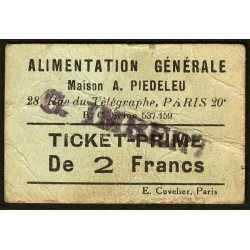 ALIMENTATION GÉNÉRALE
Maison A. PIEDELEU
28, Rue du Télégraphe, PARIS 20e
R. C. Seine 537.159
TICKET-PRIME
De 2 Francs
E. Cuvelier, Paris